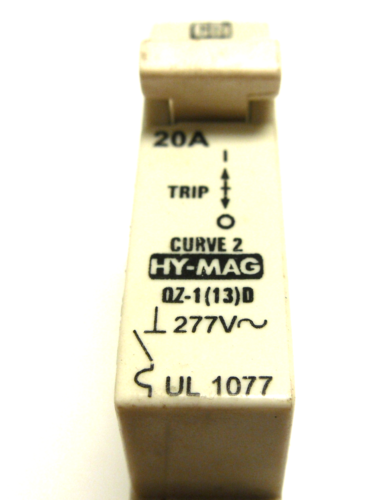 20A
I
TRIP
O
CURVE 2
HY-MAG
QZ-1(13)D
277V~
UL 1077